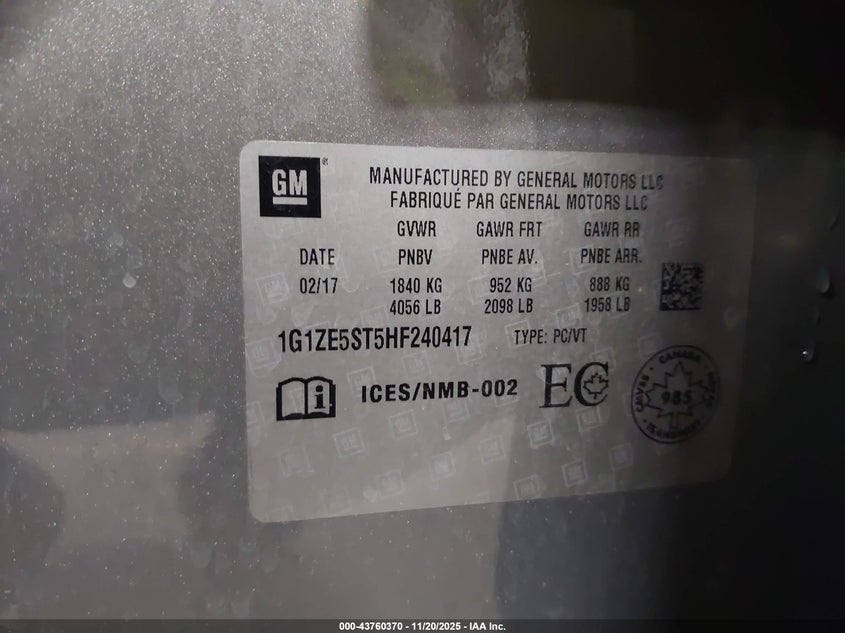 GM
MANUFACTURED BY GENERAL MOTORS LLC
FABRIQUÉ PAR GENERAL MOTORS LLC
GVWR GAWR FRT GAWR RR
DATE PNBV PNBE AV. PNBE ARR.
02/17 1840 KG 952 KG 888 KG
4056 LB 2098 LB 1958 LB
1G1ZE5ST5HF240417 TYPE: PC/VT
ICES/NMB-002 EC
CANADA
985
000-43760370 - 11/20/2025 - IAA Inc.